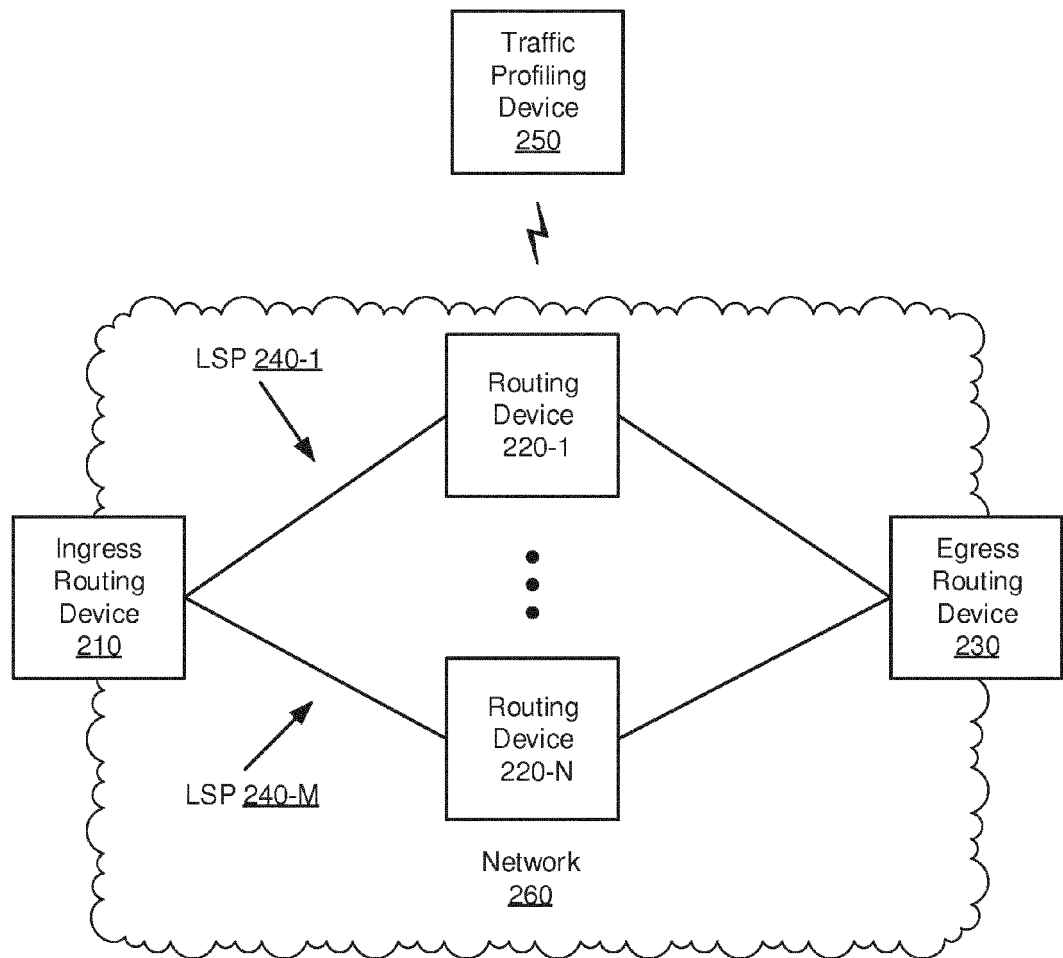 Traffic
Profiling
Device
250
LSP 240-1
Routing
Device
220-1
Ingress
Routing
Device
210
Egress
Routing
Device
230
Routing
Device
220-N
LSP 240-M
Network
260